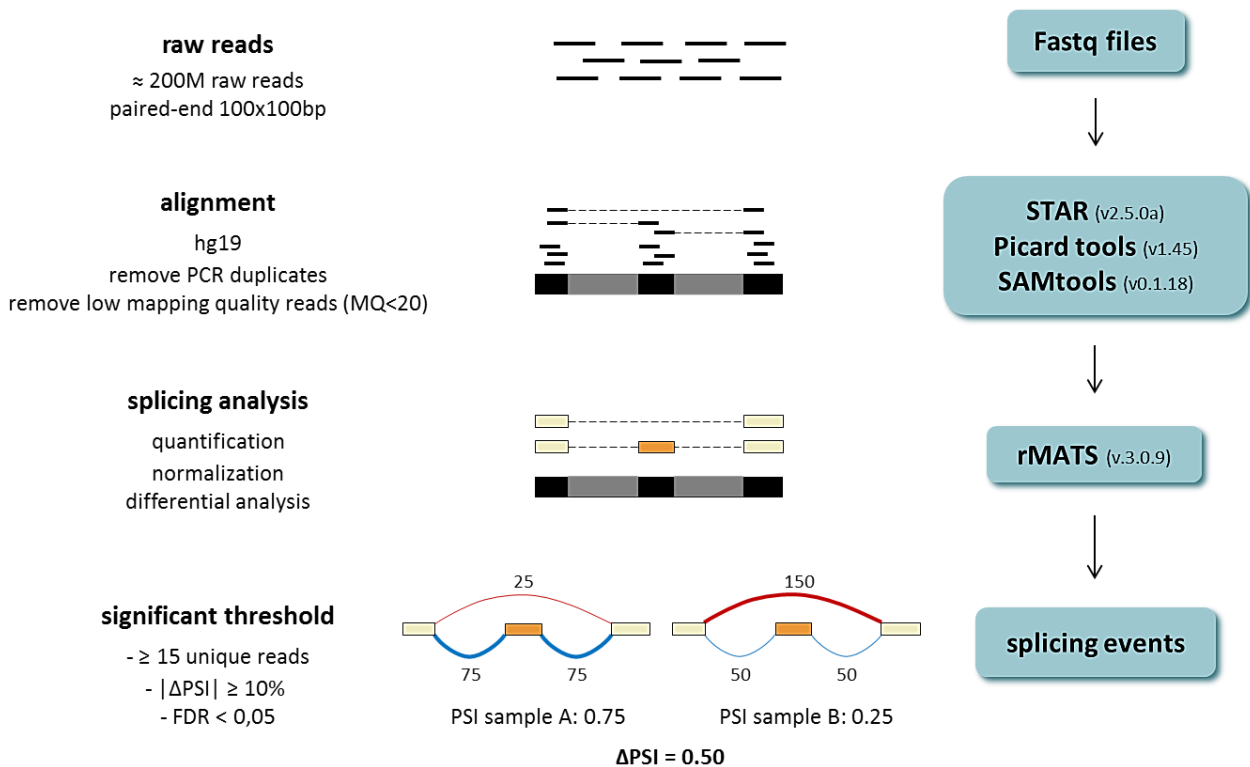 raw reads
≈ 200M raw reads
paired-end 100x100bp
Fastq files
alignment
hg19
remove PCR duplicates
remove low mapping quality reads (MQ<20)
STAR (v2.5.0a)
Picard tools (v1.45)
SAMtools (v0.1.18)
splicing analysis
quantification
normalization
differential analysis
rMATS (v.3.0.9)
significant threshold
- ≥ 15 unique reads
- |ΔPSI| ≥ 10%
- FDR < 0,05
25
75 75
PSI sample A: 0.75
150
50 50
PSI sample B: 0.25
ΔPSI = 0.50
splicing events